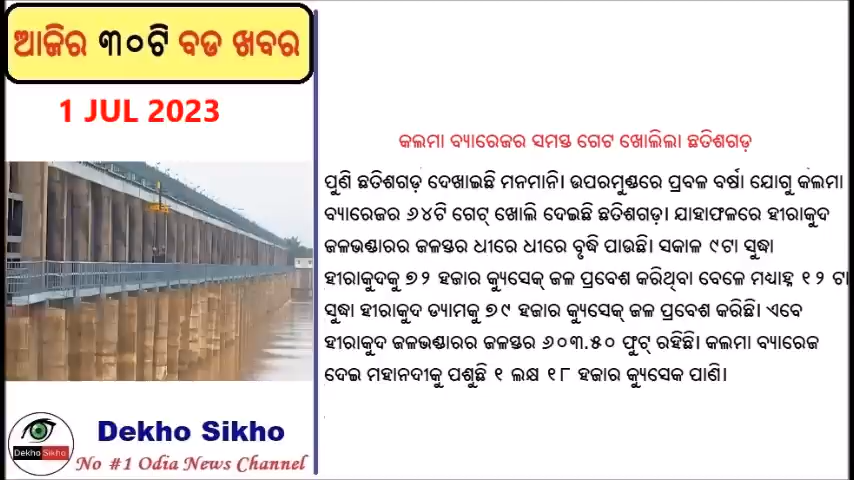 ଆଜିର ୩୦ଟି ବଡ ଖବର
1 JUL 2023
କଲମା ବ୍ୟାରେଜର ସମସ୍ତ ଗେଟ ଖୋଲିଲା ଛତିଶଗଡ଼
ପୁଣି ଛତିଶଗଡ଼ ଦେଖାଇଛି ମନମାନି। ଉପରମୁଣ୍ଡରେ ପ୍ରବଳ ବର୍ଷା ଯୋଗୁ କଲମା
ବ୍ୟାରେଜର ୬୪ଟି ଗେଟ୍ ଖୋଲି ଦେଇଛି ଛତିଶଗଡ଼। ଯାହାଫଳରେ ହୀରାକୁଦ
ଜଳଭଣ୍ଡାରର ଜଳସ୍ତର ଧୀରେ ଧୀରେ ବୃଦ୍ଧି ପାଉଛି। ସକାଳ ୯ଟା ସୁଦ୍ଧା
ହୀରାକୁଦକୁ ୭୨ ହଜାର କ୍ୟୁସେକ୍ ଜଳ ପ୍ରବେଶ କରିଥିବା ବେଳେ ମଧ୍ୟାହ୍ନ ୧୨ ଟା
ସୁଦ୍ଧା ହୀରାକୁଦ ଡ୍ୟାମକୁ ୭୯ ହଜାର କ୍ୟୁସେକ୍ ଜଳ ପ୍ରବେଶ କରିଛି। ଏବେ
ହୀରାକୁଦ ଜଳଭଣ୍ଡାରର ଜଳସ୍ତର ୬୦୩.୫୦ ଫୁଟ୍ ରହିଛି। କଲମା ବ୍ୟାରେଜ
ଦେଇ ମହାନଦୀକୁ ପଶୁଛି ୧ ଲକ୍ଷ ୧୮ ହଜାର କ୍ୟୁସେକ ପାଣି।
Dekho Sikho
Dekho Sikho
No #1 Odia News Channel